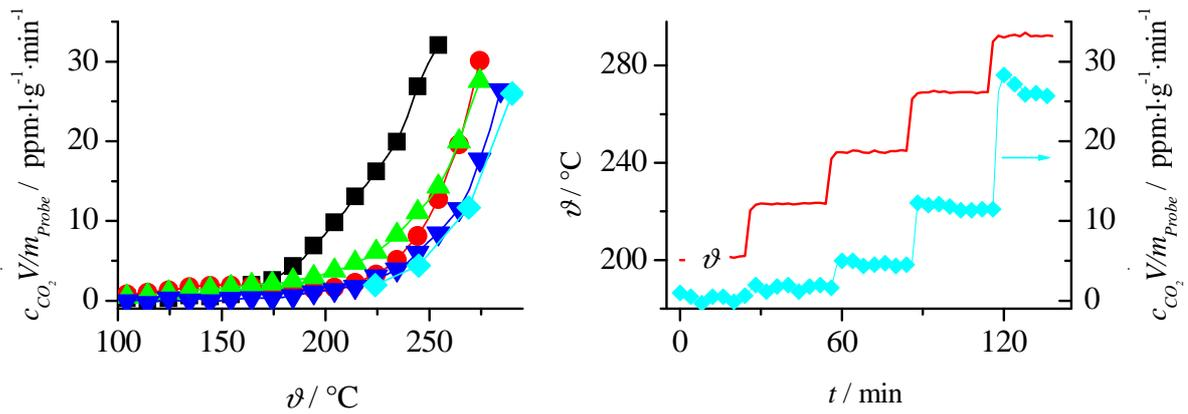 c_CO₂ V/m_Probe / ppm·l·g⁻¹·min⁻¹
30
20
10
0
100 150 200 250
ϑ / °C
ϑ / °C
280
240
200
ϑ
0 60 120
t / min
30
20
10
0
c_CO₂ V/m_Probe / ppm·l·g⁻¹·min⁻¹